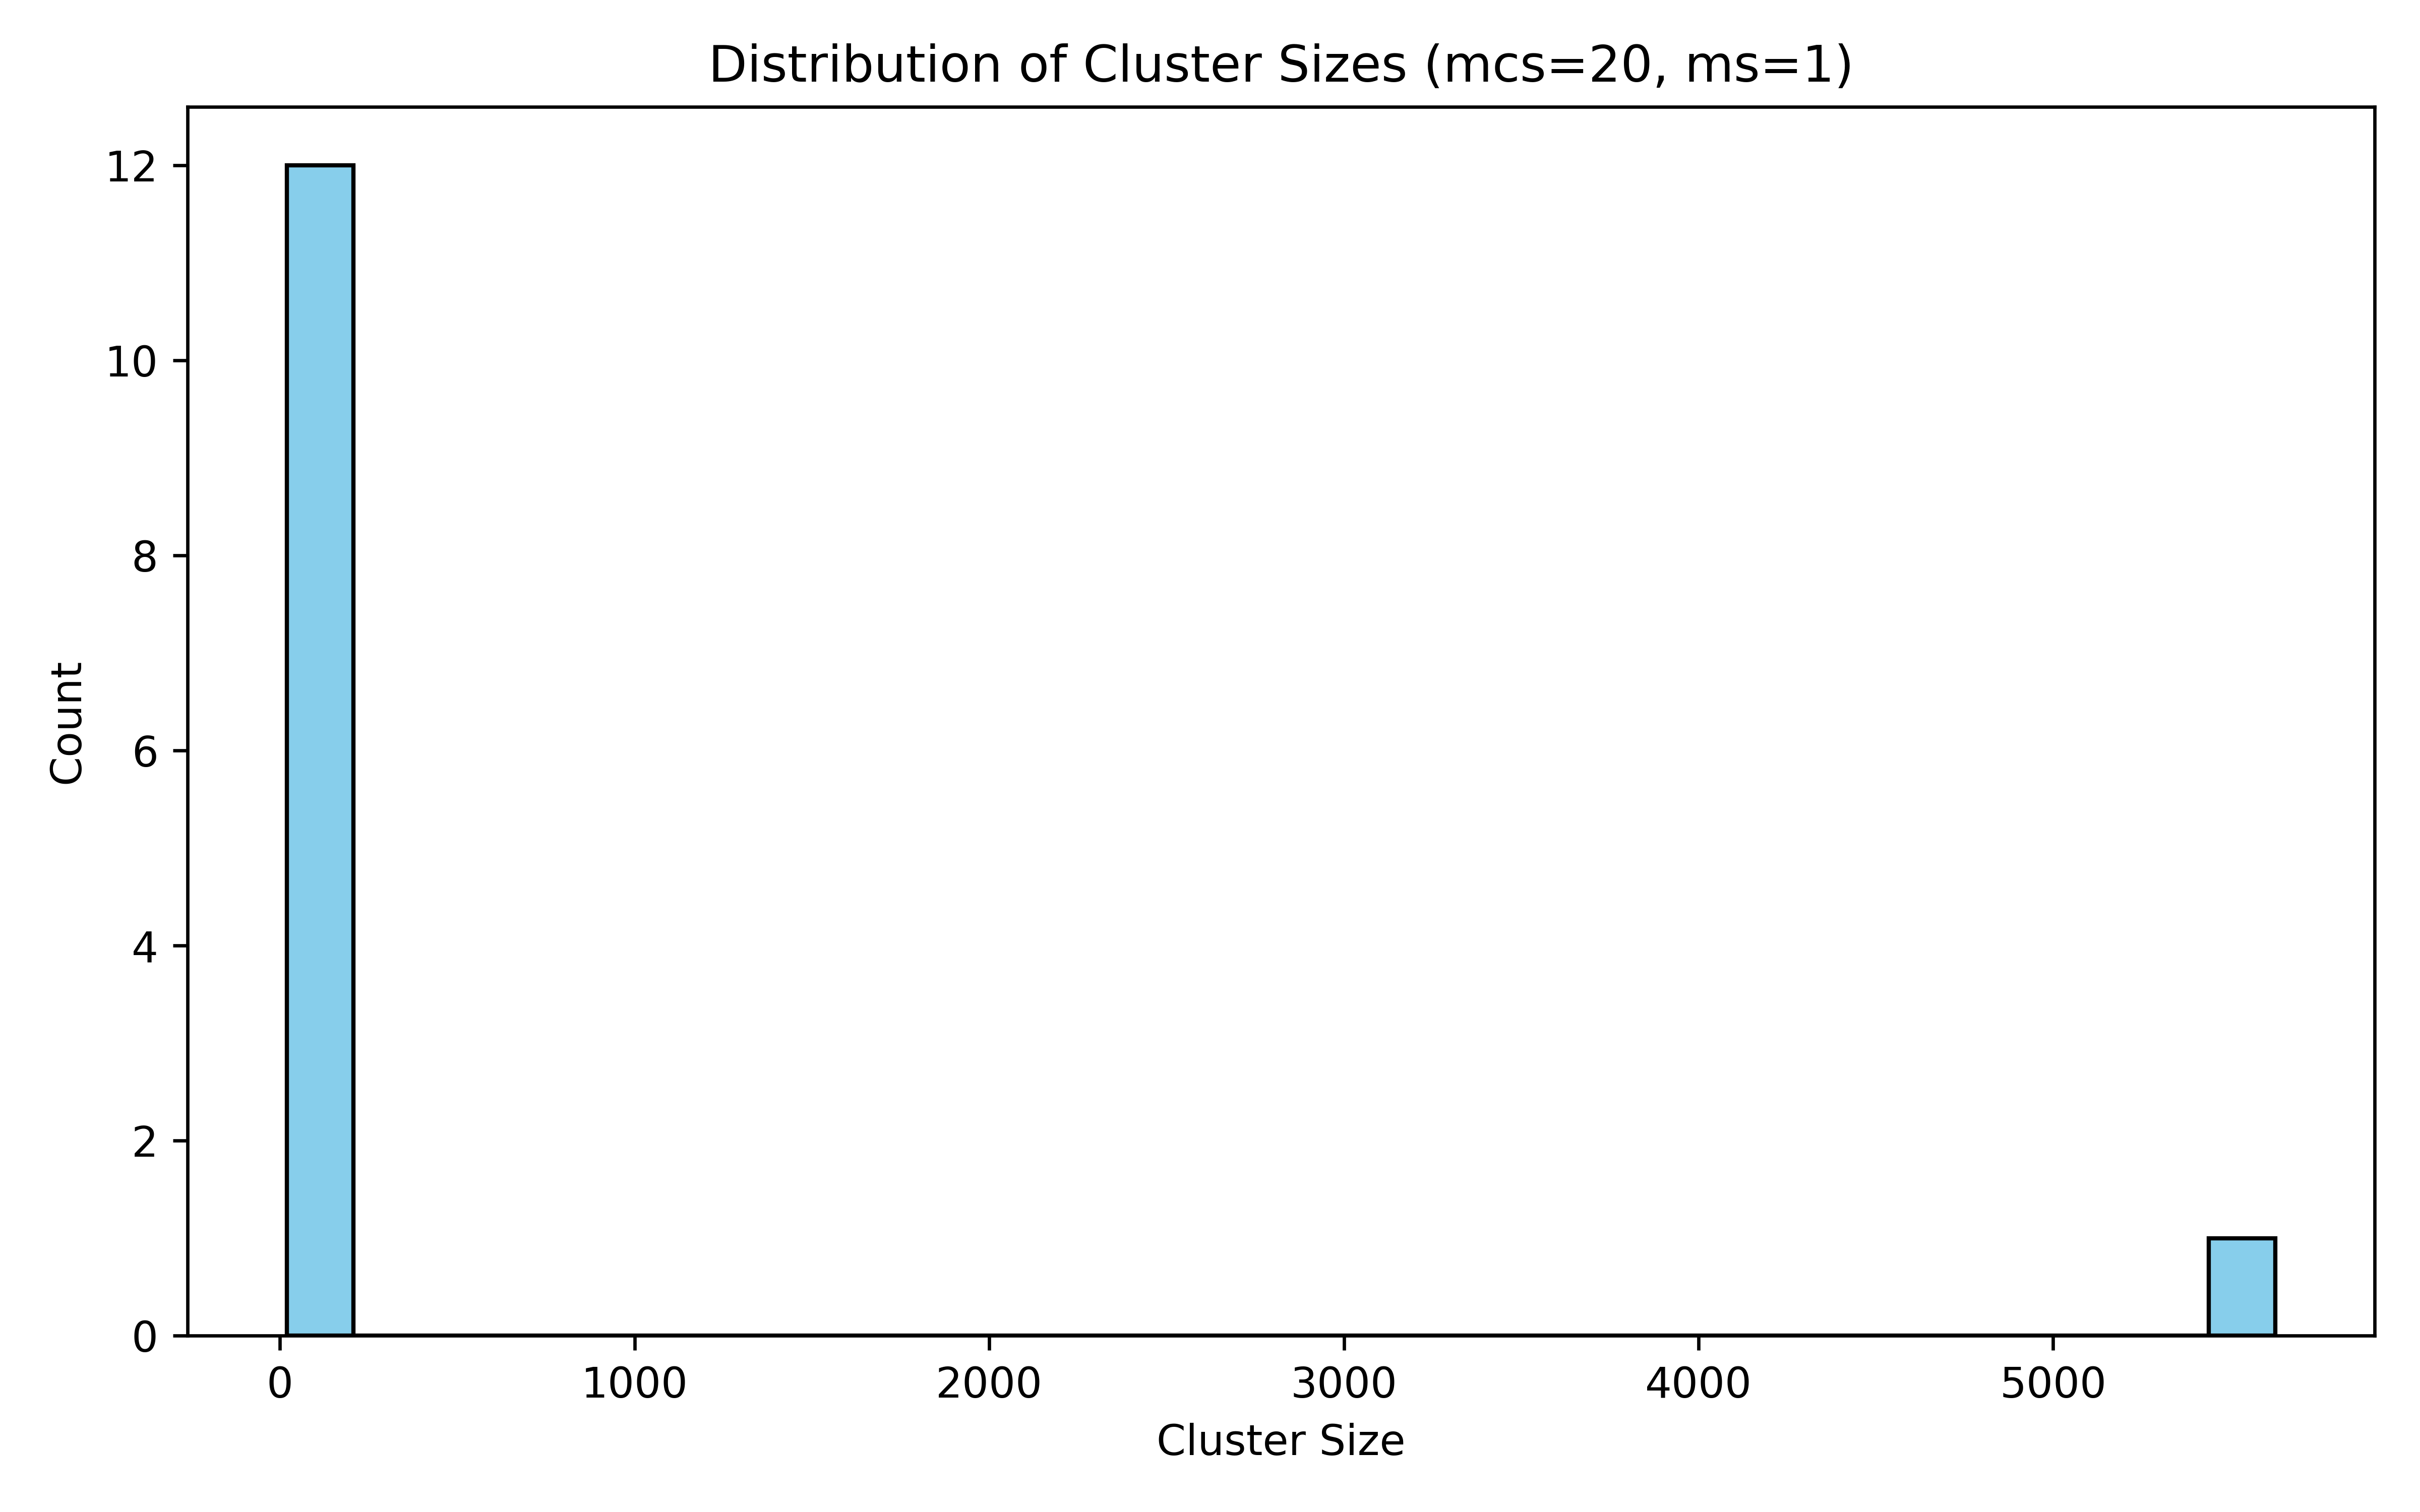 Distribution of Cluster Sizes (mcs=20, ms=1)
12
10
8
6
4
2
0
Count
0 1000 2000 3000 4000 5000
Cluster Size